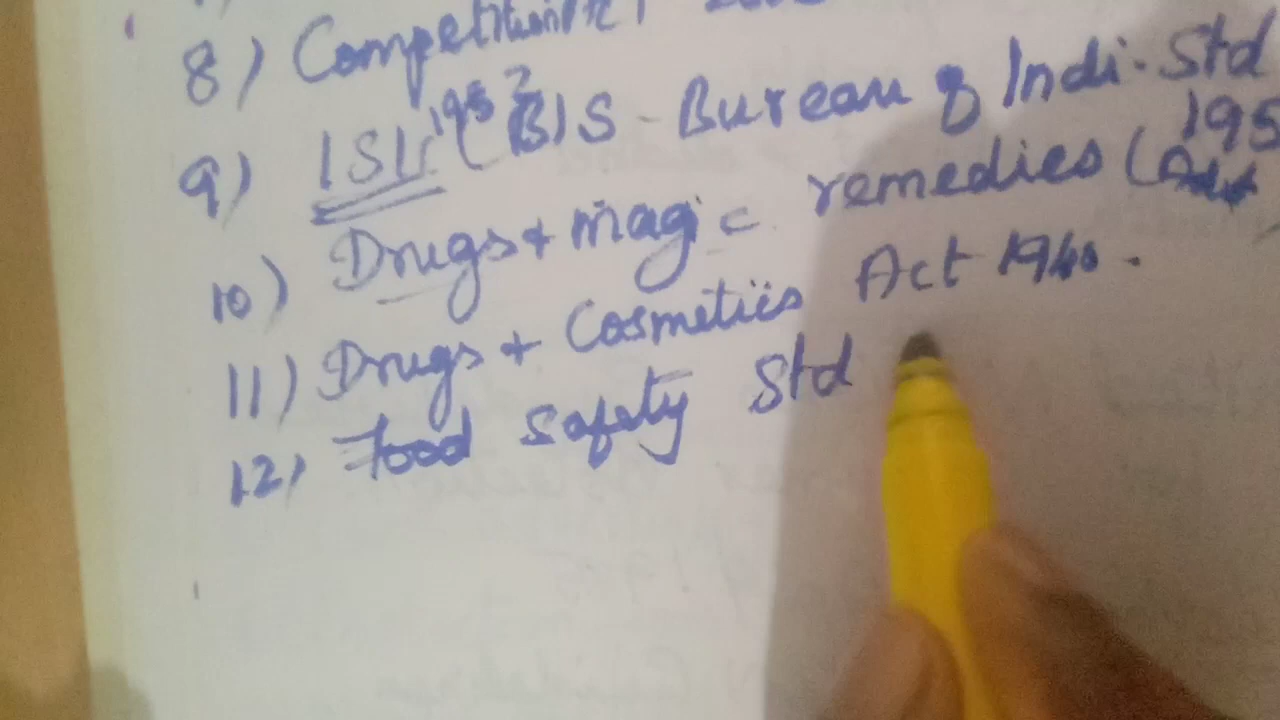 8) Competition
9) ISI 1952 (BIS - Bureau of Indi. Std 195
10) Drugs + magic remedies (
11) Drugs + Cosmetics Act 1940.
12) Food safety Std